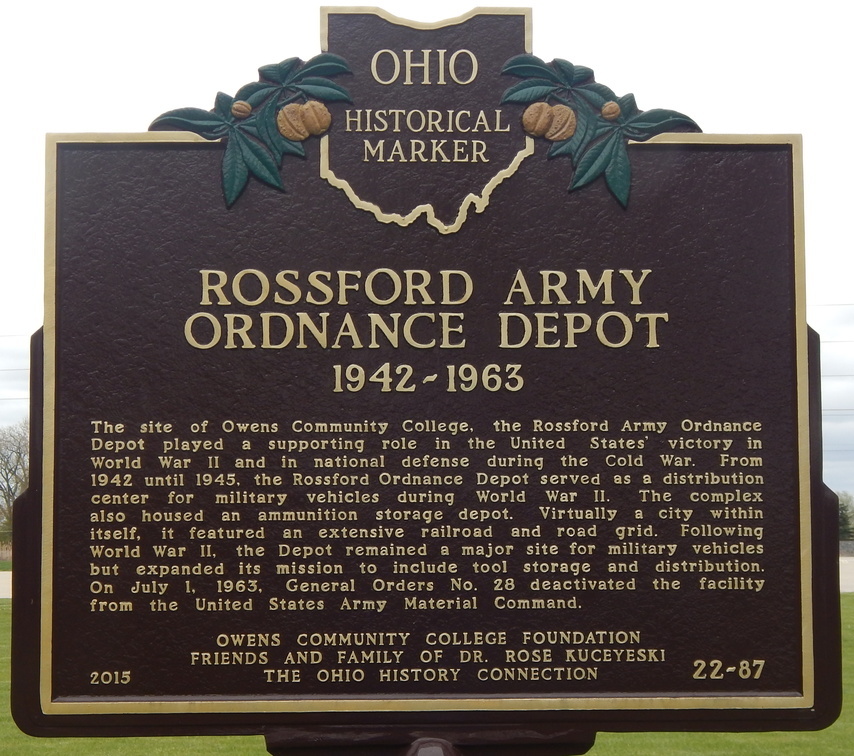 OHIO
HISTORICAL
MARKER
ROSSFORD ARMY
ORDNANCE DEPOT
1942~1963
The site of Owens Community College, the Rossford Army Ordnance
Depot played a supporting role in the United States' victory in
World War II and in national defense during the Cold War. From
1942 until 1945, the Rossford Ordnance Depot served as a distribution
center for military vehicles during World War II. The complex
also housed an ammunition storage depot. Virtually a city within
itself, it featured an extensive railroad and road grid. Following
World War II, the Depot remained a major site for military vehicles
but expanded its mission to include tool storage and distribution.
On July 1, 1963, General Orders No. 28 deactivated the facility
from the United States Army Material Command.
OWENS COMMUNITY COLLEGE FOUNDATION
FRIENDS AND FAMILY OF DR. ROSE KUCEYESKI
THE OHIO HISTORY CONNECTION
2015
22-87